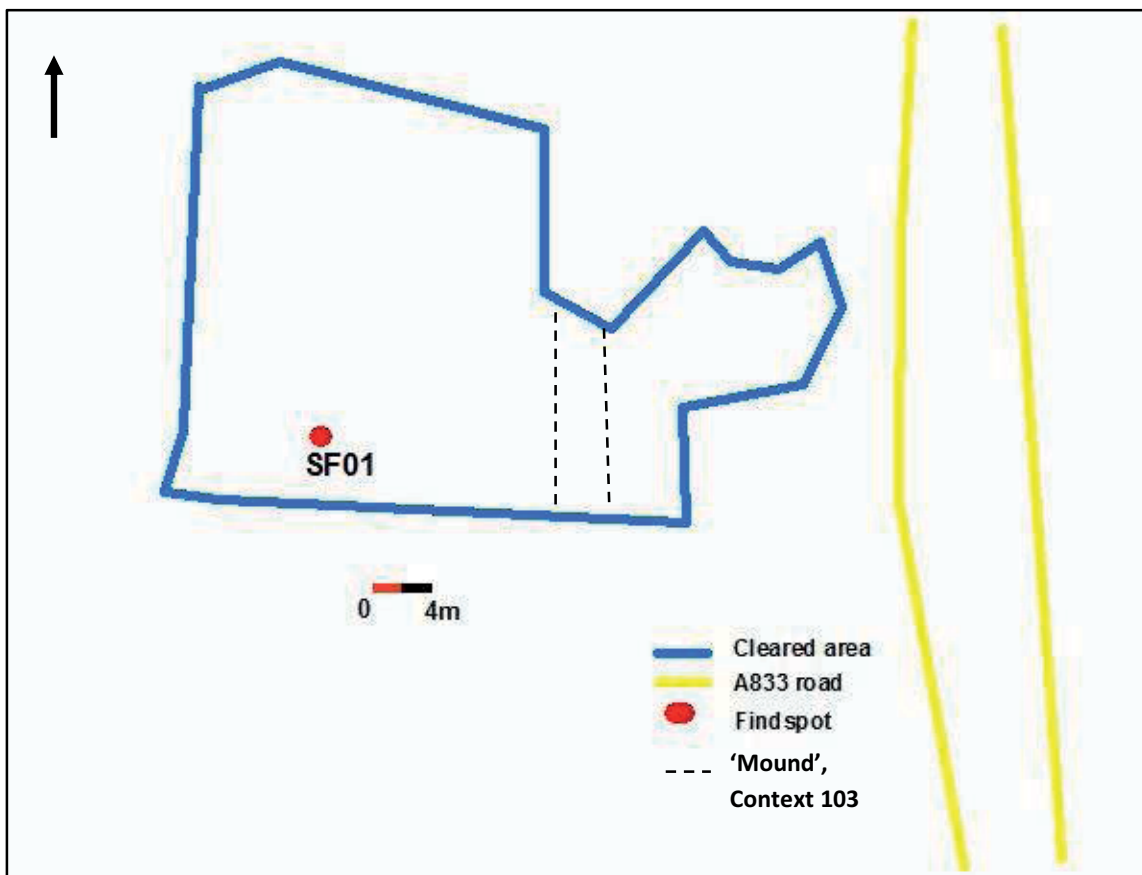 SF01
0 4m
Cleared area
A833 road
Findspot
‘Mound’,
Context 103